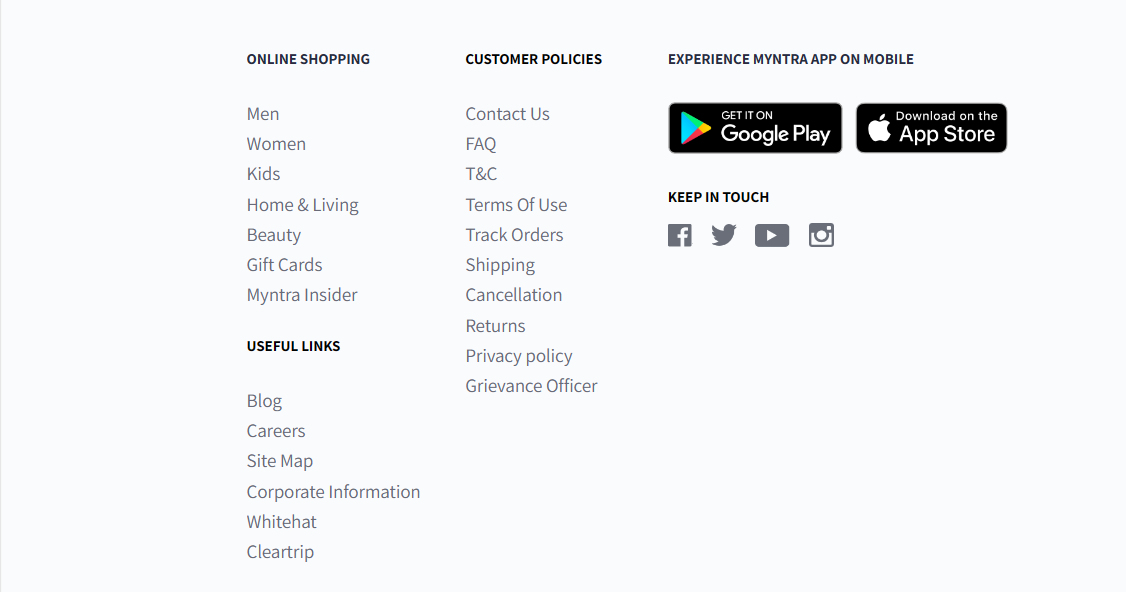 ONLINE SHOPPING
Men
Women
Kids
Home & Living
Beauty
Gift Cards
Myntra Insider
USEFUL LINKS
Blog
Careers
Site Map
Corporate Information
Whitehat
Cleartrip
CUSTOMER POLICIES
Contact Us
FAQ
T&C
Terms Of Use
Track Orders
Shipping
Cancellation
Returns
Privacy policy
Grievance Officer
EXPERIENCE MYNTRA APP ON MOBILE
GET IT ON
Google Play
Download on the
App Store
KEEP IN TOUCH